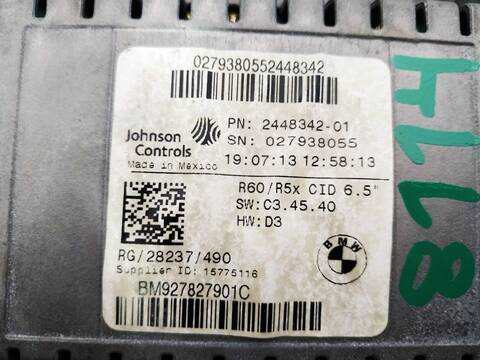 0279380552448342
Johnson
Controls
Made in Mexico
PN: 2448342-01
SN: 027938055
19:07:13 12:58:13
R60/R5x CID 6.5"
SW:C3.45.40
HW:D3
BMW
RG/28237/490
Supplier ID: 15775116
BM927827901C